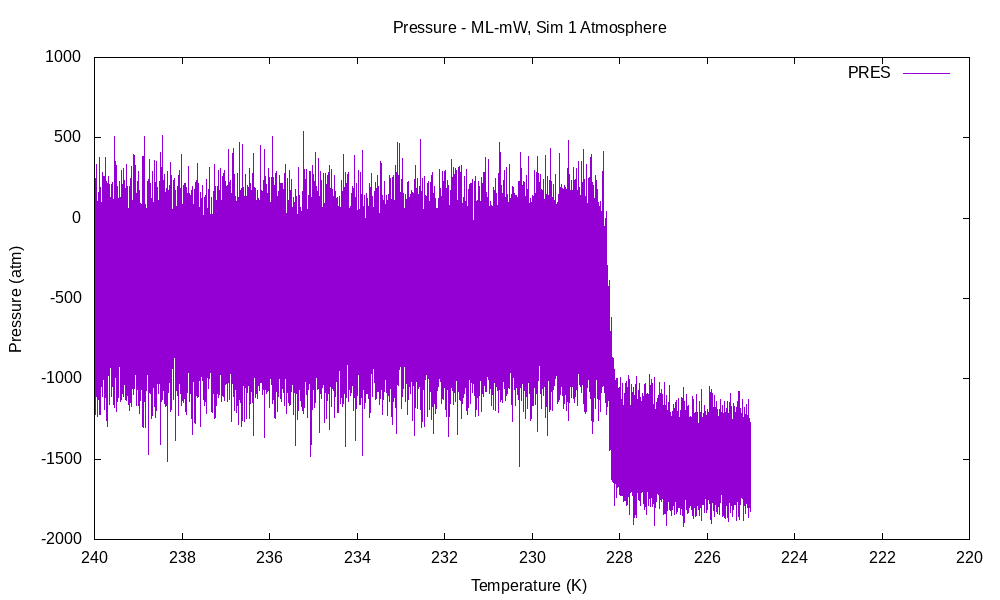 Pressure - ML-mW, Sim 1 Atmosphere
PRES
1000
500
0
-500
-1000
-1500
-2000
Pressure (atm)
240 238 236 234 232 230 228 226 224 222 220
Temperature (K)